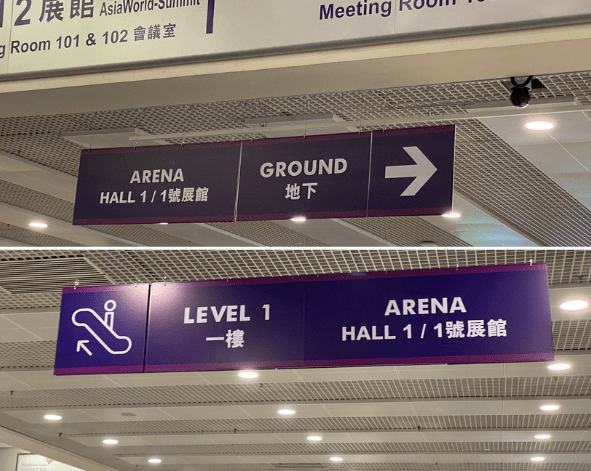 2 展館 AsiaWorld-Summit
g Room 101 & 102 會議室
Meeting Room 10
ARENA
HALL 1 / 1號展館
GROUND
地下
LEVEL 1
一樓
ARENA
HALL 1 / 1號展館